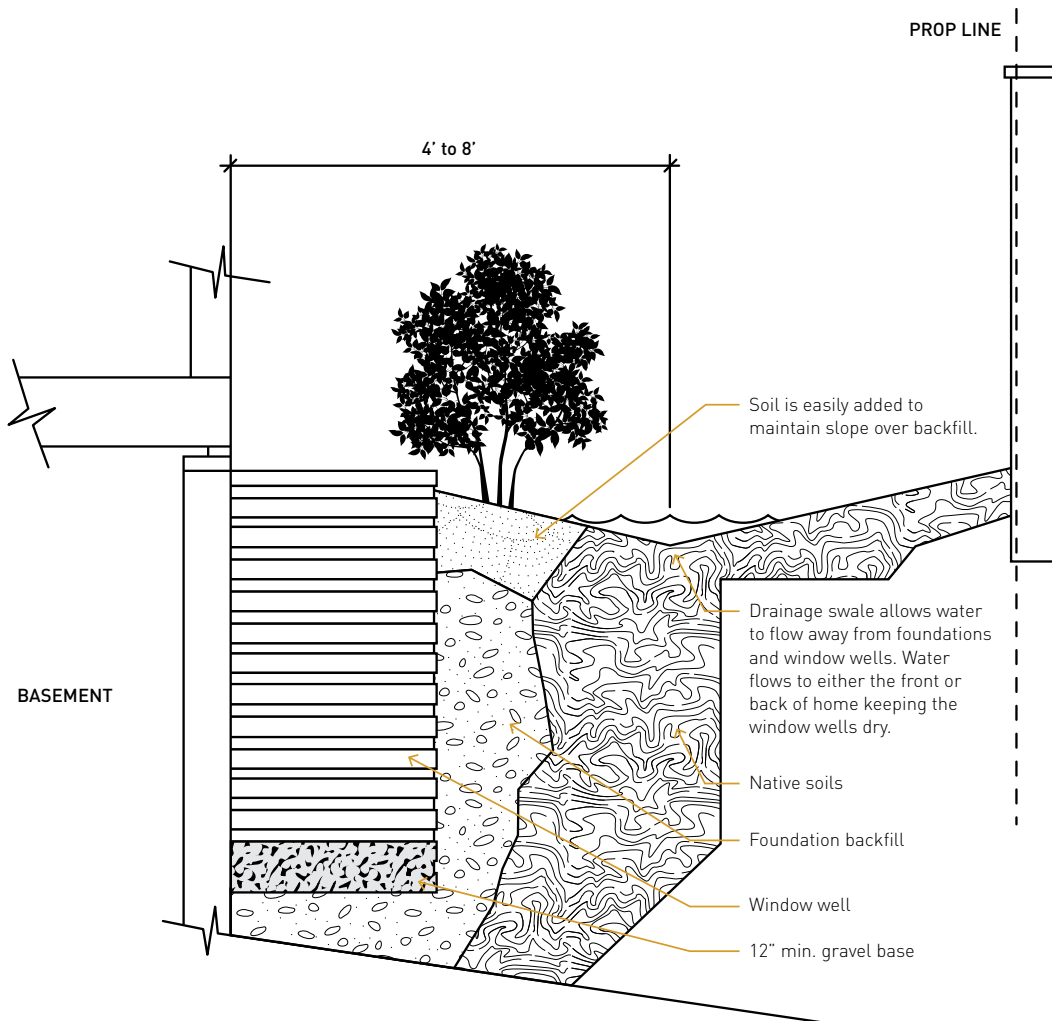 PROP LINE
4’ to 8’
Soil is easily added to
maintain slope over backfill.
Drainage swale allows water
to flow away from foundations
and window wells. Water
flows to either the front or
back of home keeping the
window wells dry.
BASEMENT
Native soils
Foundation backfill
Window well
12” min. gravel base